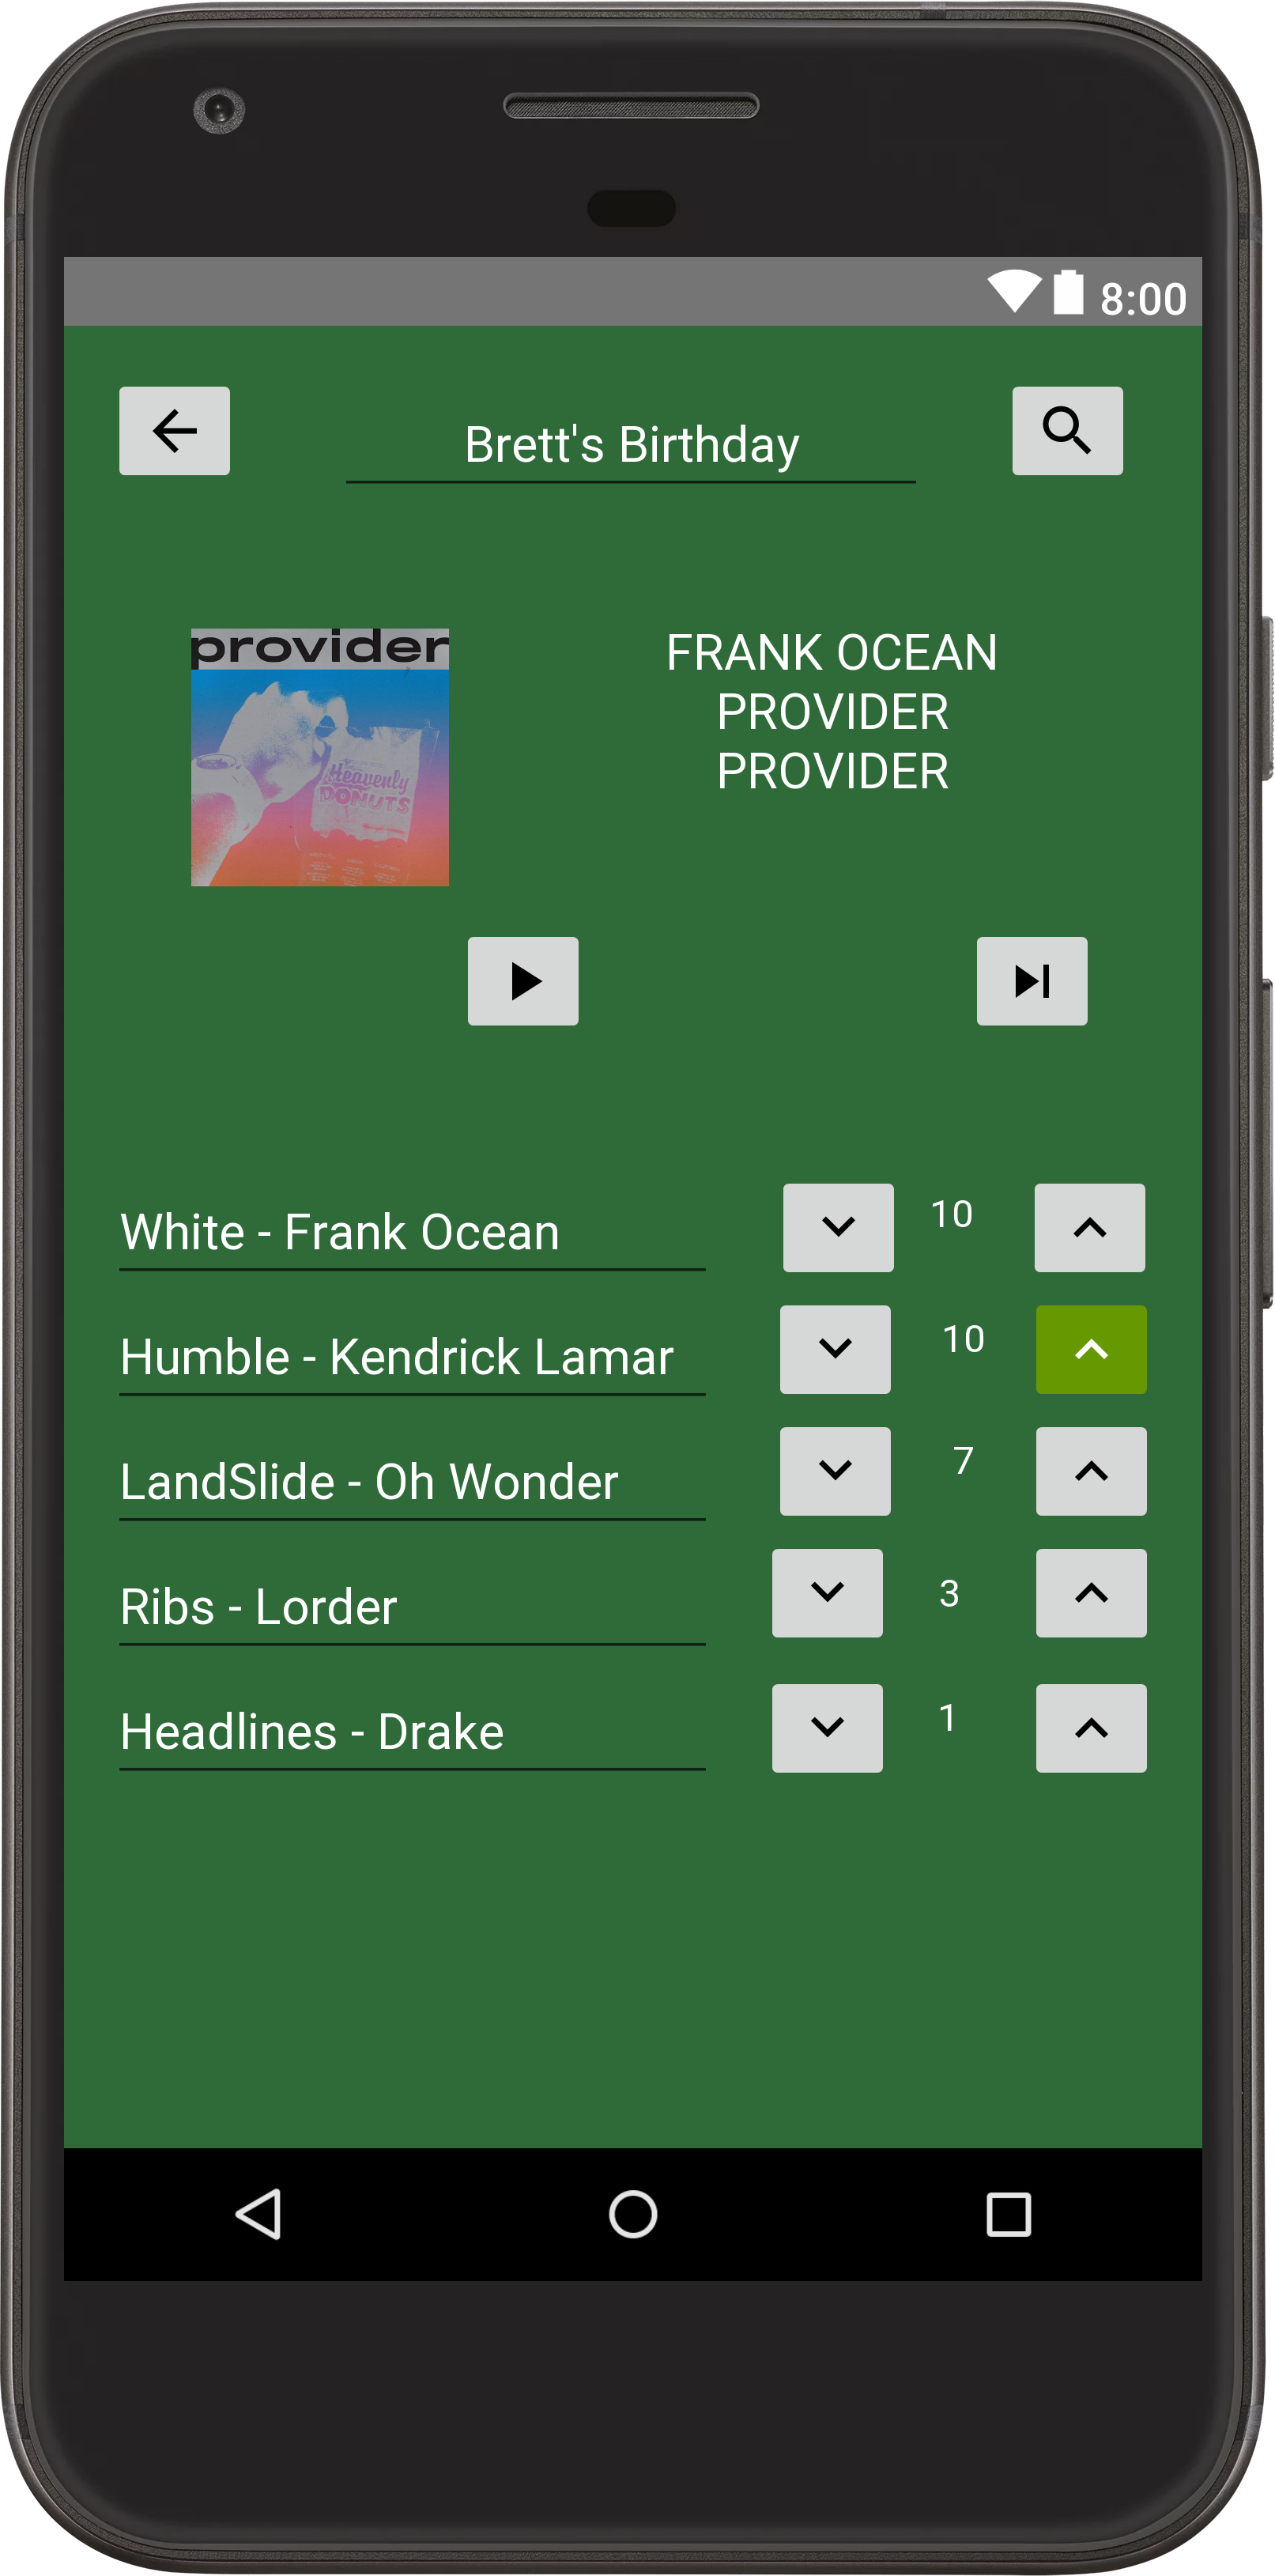 8:00
Brett's Birthday
provider
Heavenly
DONUTS
FRANK OCEAN
PROVIDER
PROVIDER
White - Frank Ocean 10
Humble - Kendrick Lamar 10
LandSlide - Oh Wonder 7
Ribs - Lorder 3
Headlines - Drake 1